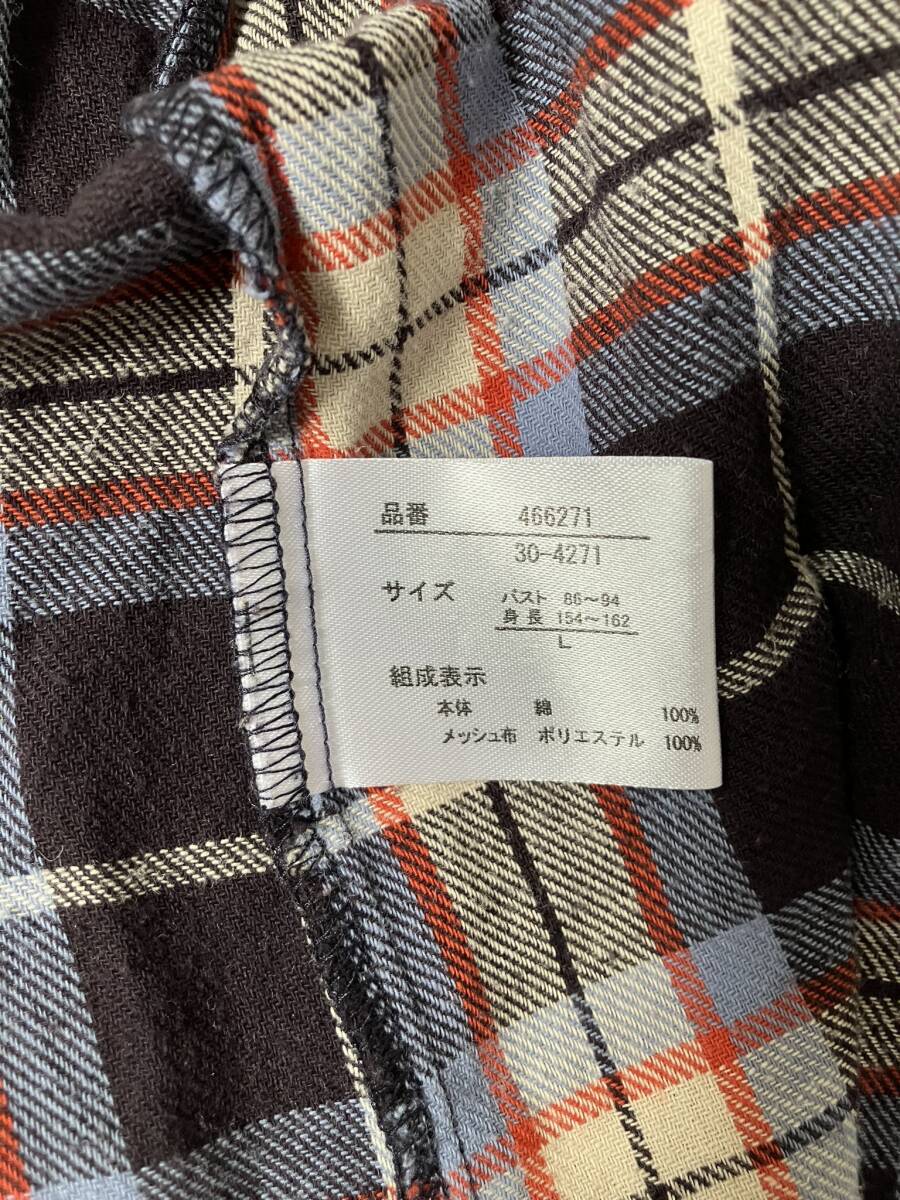 品番 466271
30-4271
サイズ バスト 86～94
身長 154～162
L
組成表示
本体 綿 100%
メッシュ布 ポリエステル 100%